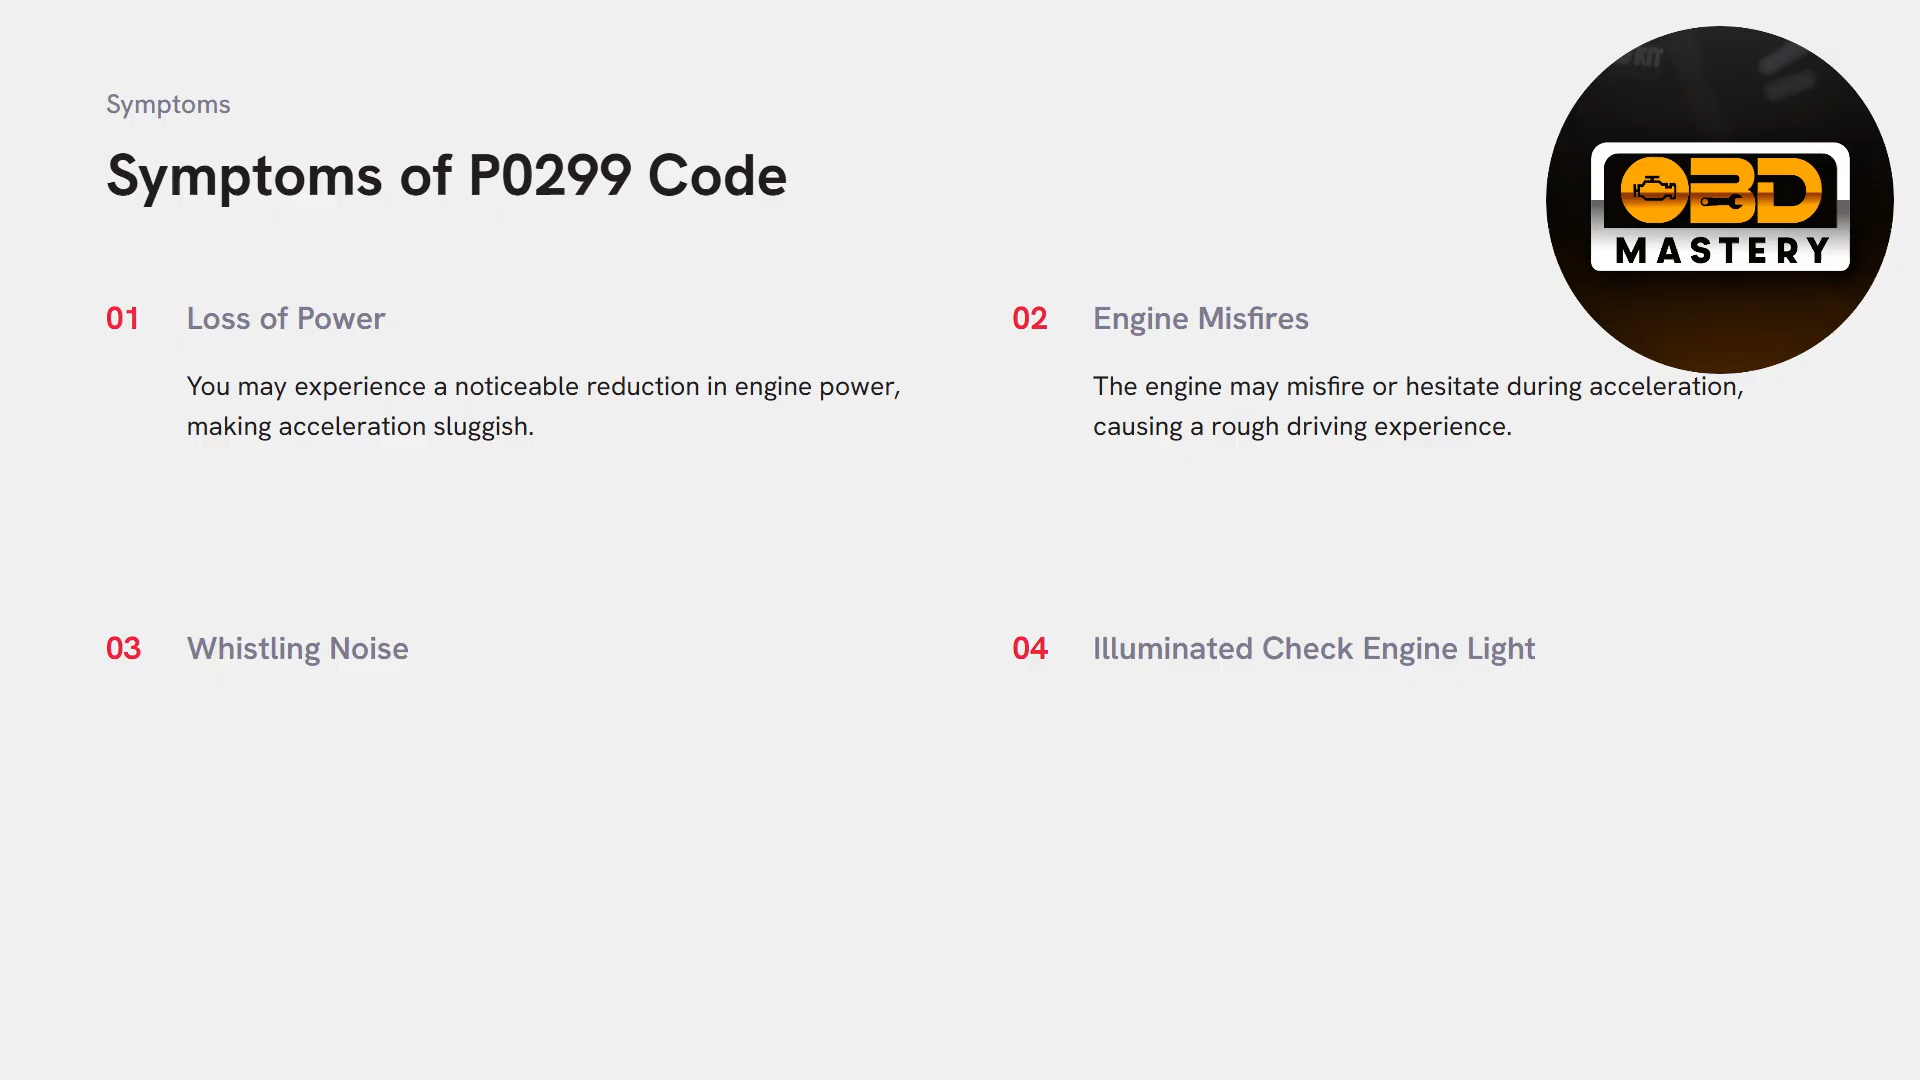 Symptoms
Symptoms of P0299 Code
OBD
MASTERY
01 Loss of Power
You may experience a noticeable reduction in engine power,
making acceleration sluggish.
02 Engine Misfires
The engine may misfire or hesitate during acceleration,
causing a rough driving experience.
03 Whistling Noise
04 Illuminated Check Engine Light